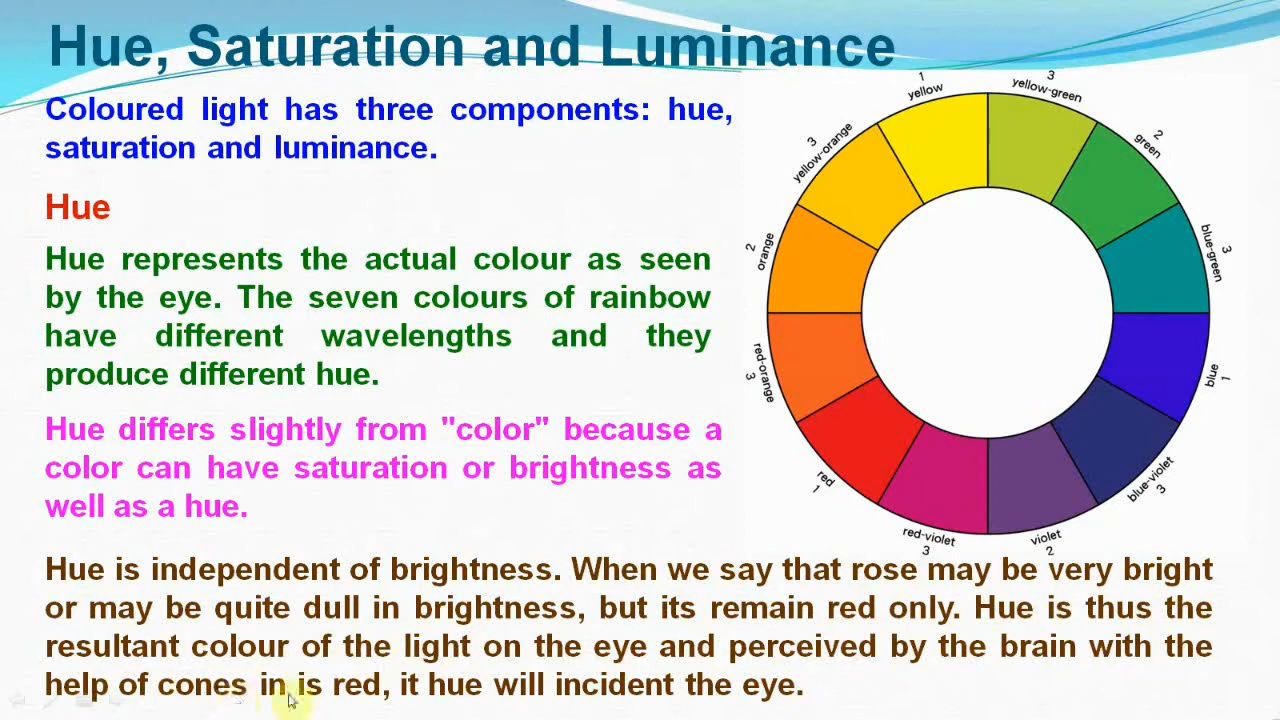 Hue, Saturation and Luminance
Coloured light has three components: hue,
saturation and luminance.
Hue
Hue represents the actual colour as seen
by the eye. The seven colours of rainbow
have different wavelengths and they
produce different hue.
Hue differs slightly from "color" because a
color can have saturation or brightness as
well as a hue.
Hue is independent of brightness. When we say that rose may be very bright
or may be quite dull in brightness, but its remain red only. Hue is thus the
resultant colour of the light on the eye and perceived by the brain with the
help of cones in is red, it hue will incident the eye.
1
yellow
3
yellow-green
2
green
3
blue-green
blue
1
blue-violet
3
violet
2
red-violet
3
red
1
red-orange
3
2
orange
3
yellow-orange